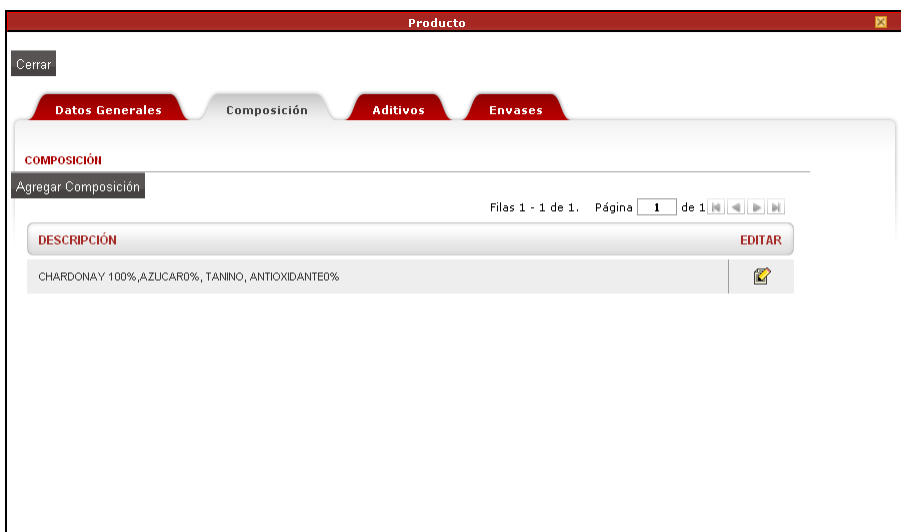 Producto
Cerrar
Datos Generales Composición Aditivos Envases
COMPOSICIÓN
Agregar Composición
Filas 1 - 1 de 1. Página 1 de 1
DESCRIPCIÓN EDITAR
CHARDONAY 100%,AZUCAR0%, TANINO, ANTIOXIDANTE0%